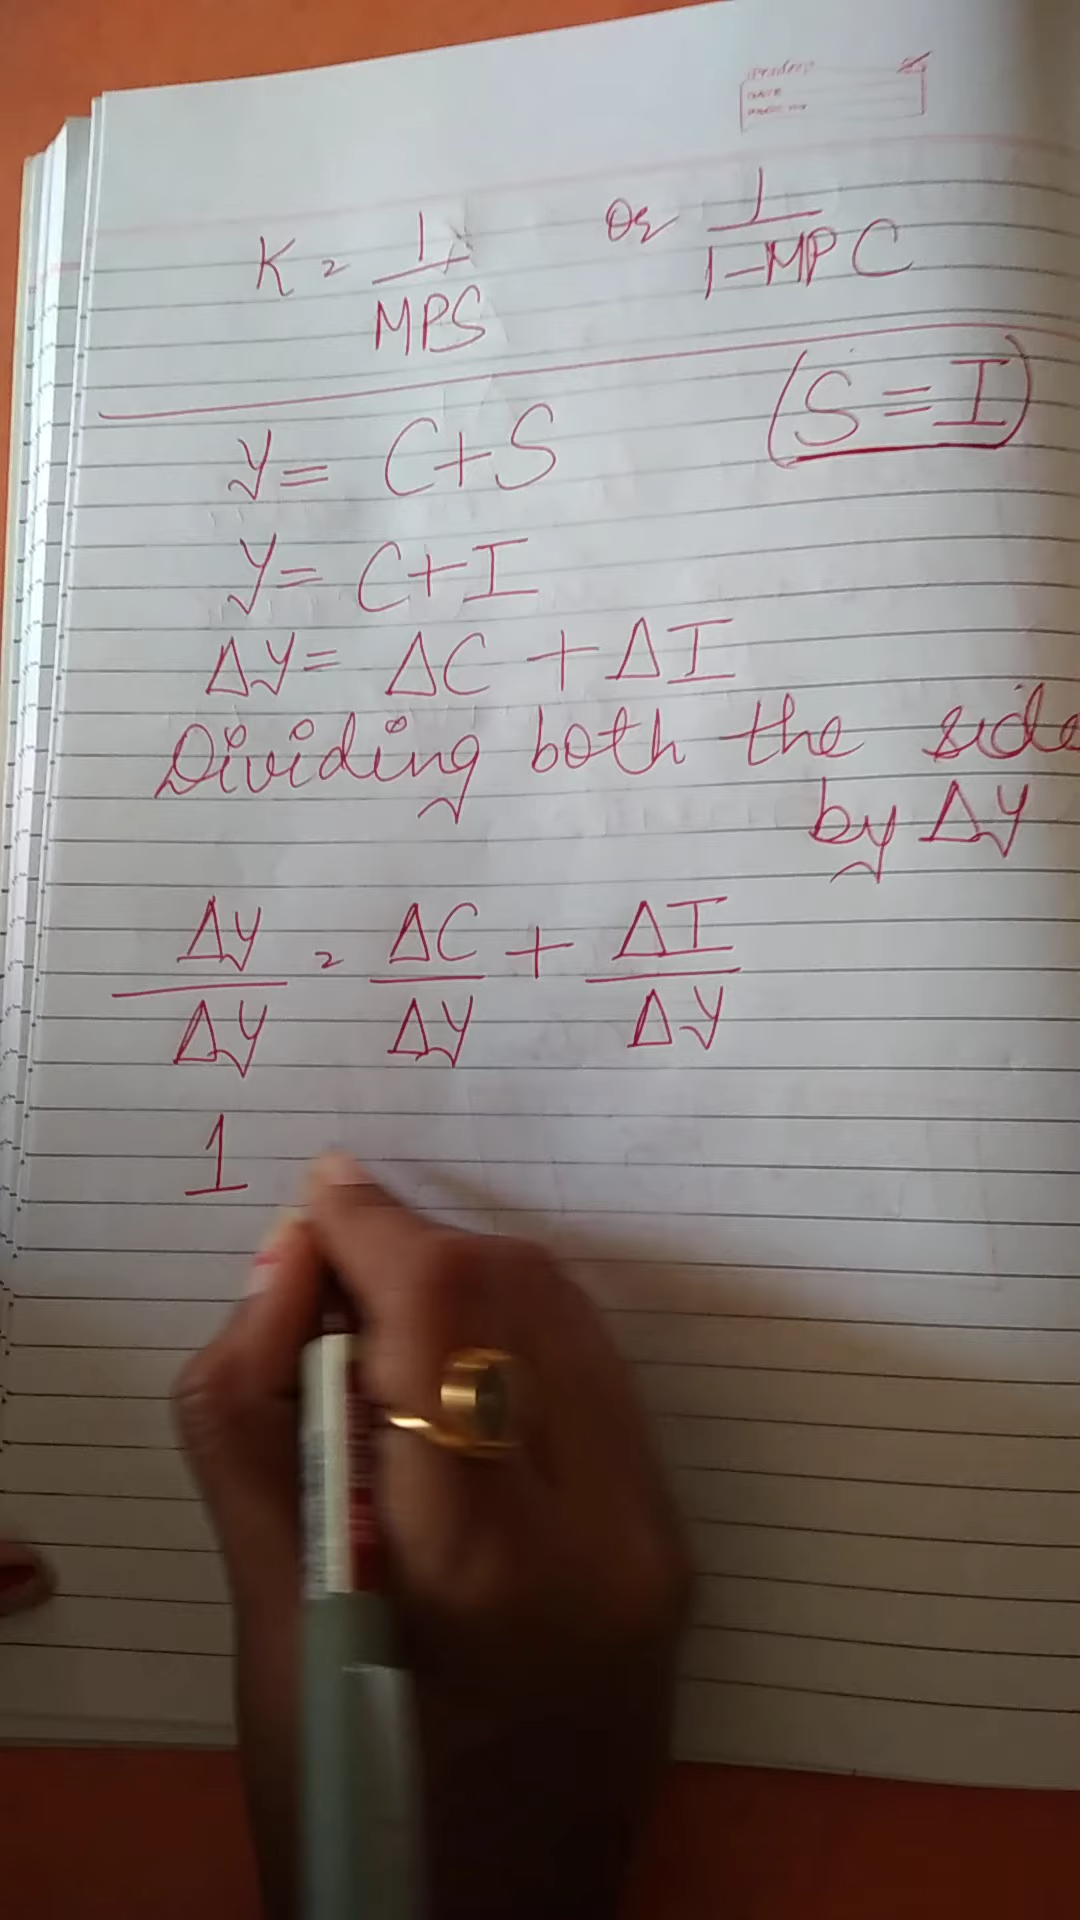 K = 1/MPS Or 1/1-MPC
(S = I)
Y = C+S
Y = C+I
ΔY = ΔC + ΔI
Dividing both the side
by ΔY
ΔY/ΔY = ΔC/ΔY + ΔI/ΔY
1